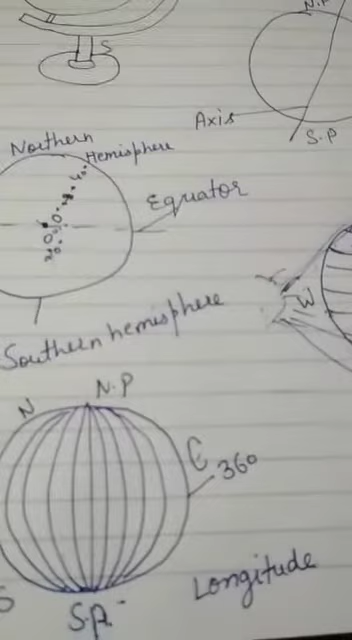 S
N.P
Axis
S.P
Northern
Hemisphere
Equator
Southern hemisphere
W
N.P
N
360
Longitude
S
S.P.